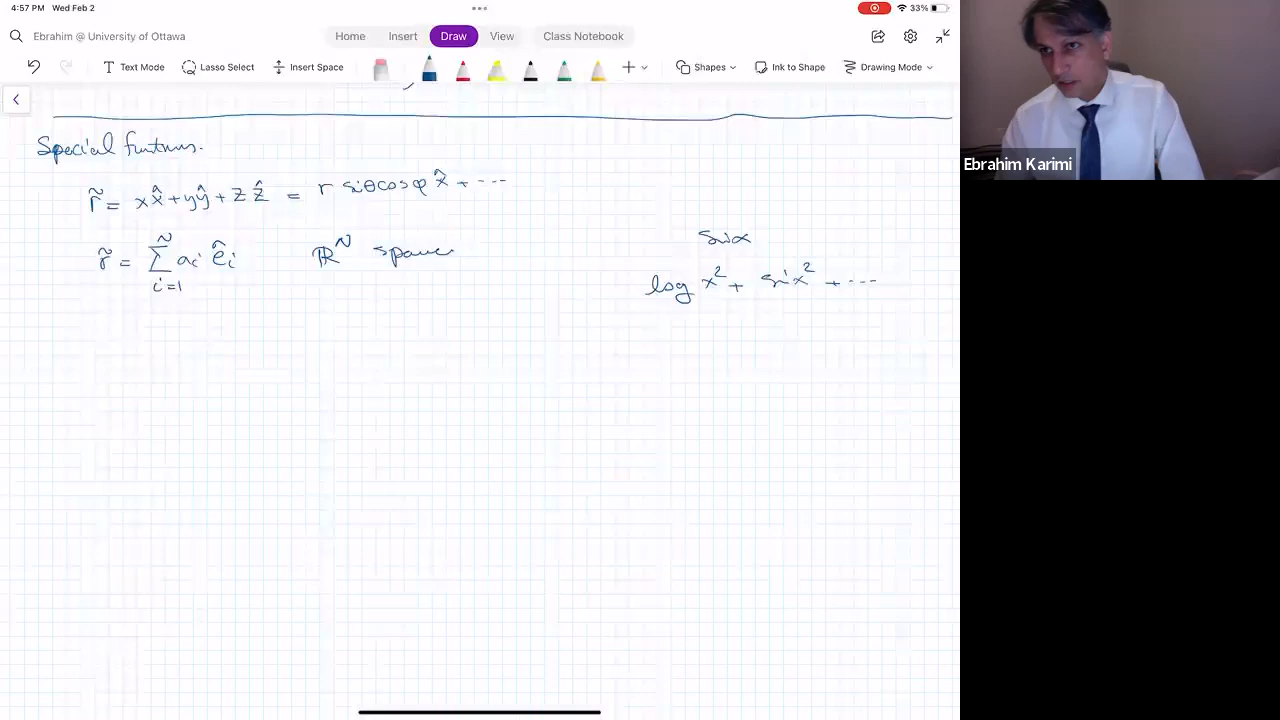 4:57 PM Wed Feb 2
33%
Ebrahim @ University of Ottawa
Home Insert Draw View Class Notebook
Text Mode Lasso Select Insert Space Shapes Ink to Shape Drawing Mode
Special funtns.
r̃ = xx̂ + yŷ + zẑ = r sinθcosφ x̂ + ---
r̃ = ∑_{i=1}^{N} aᵢ êᵢ ℝᴺ space
sinx
log x² + sin x² + ---
Ebrahim Karimi